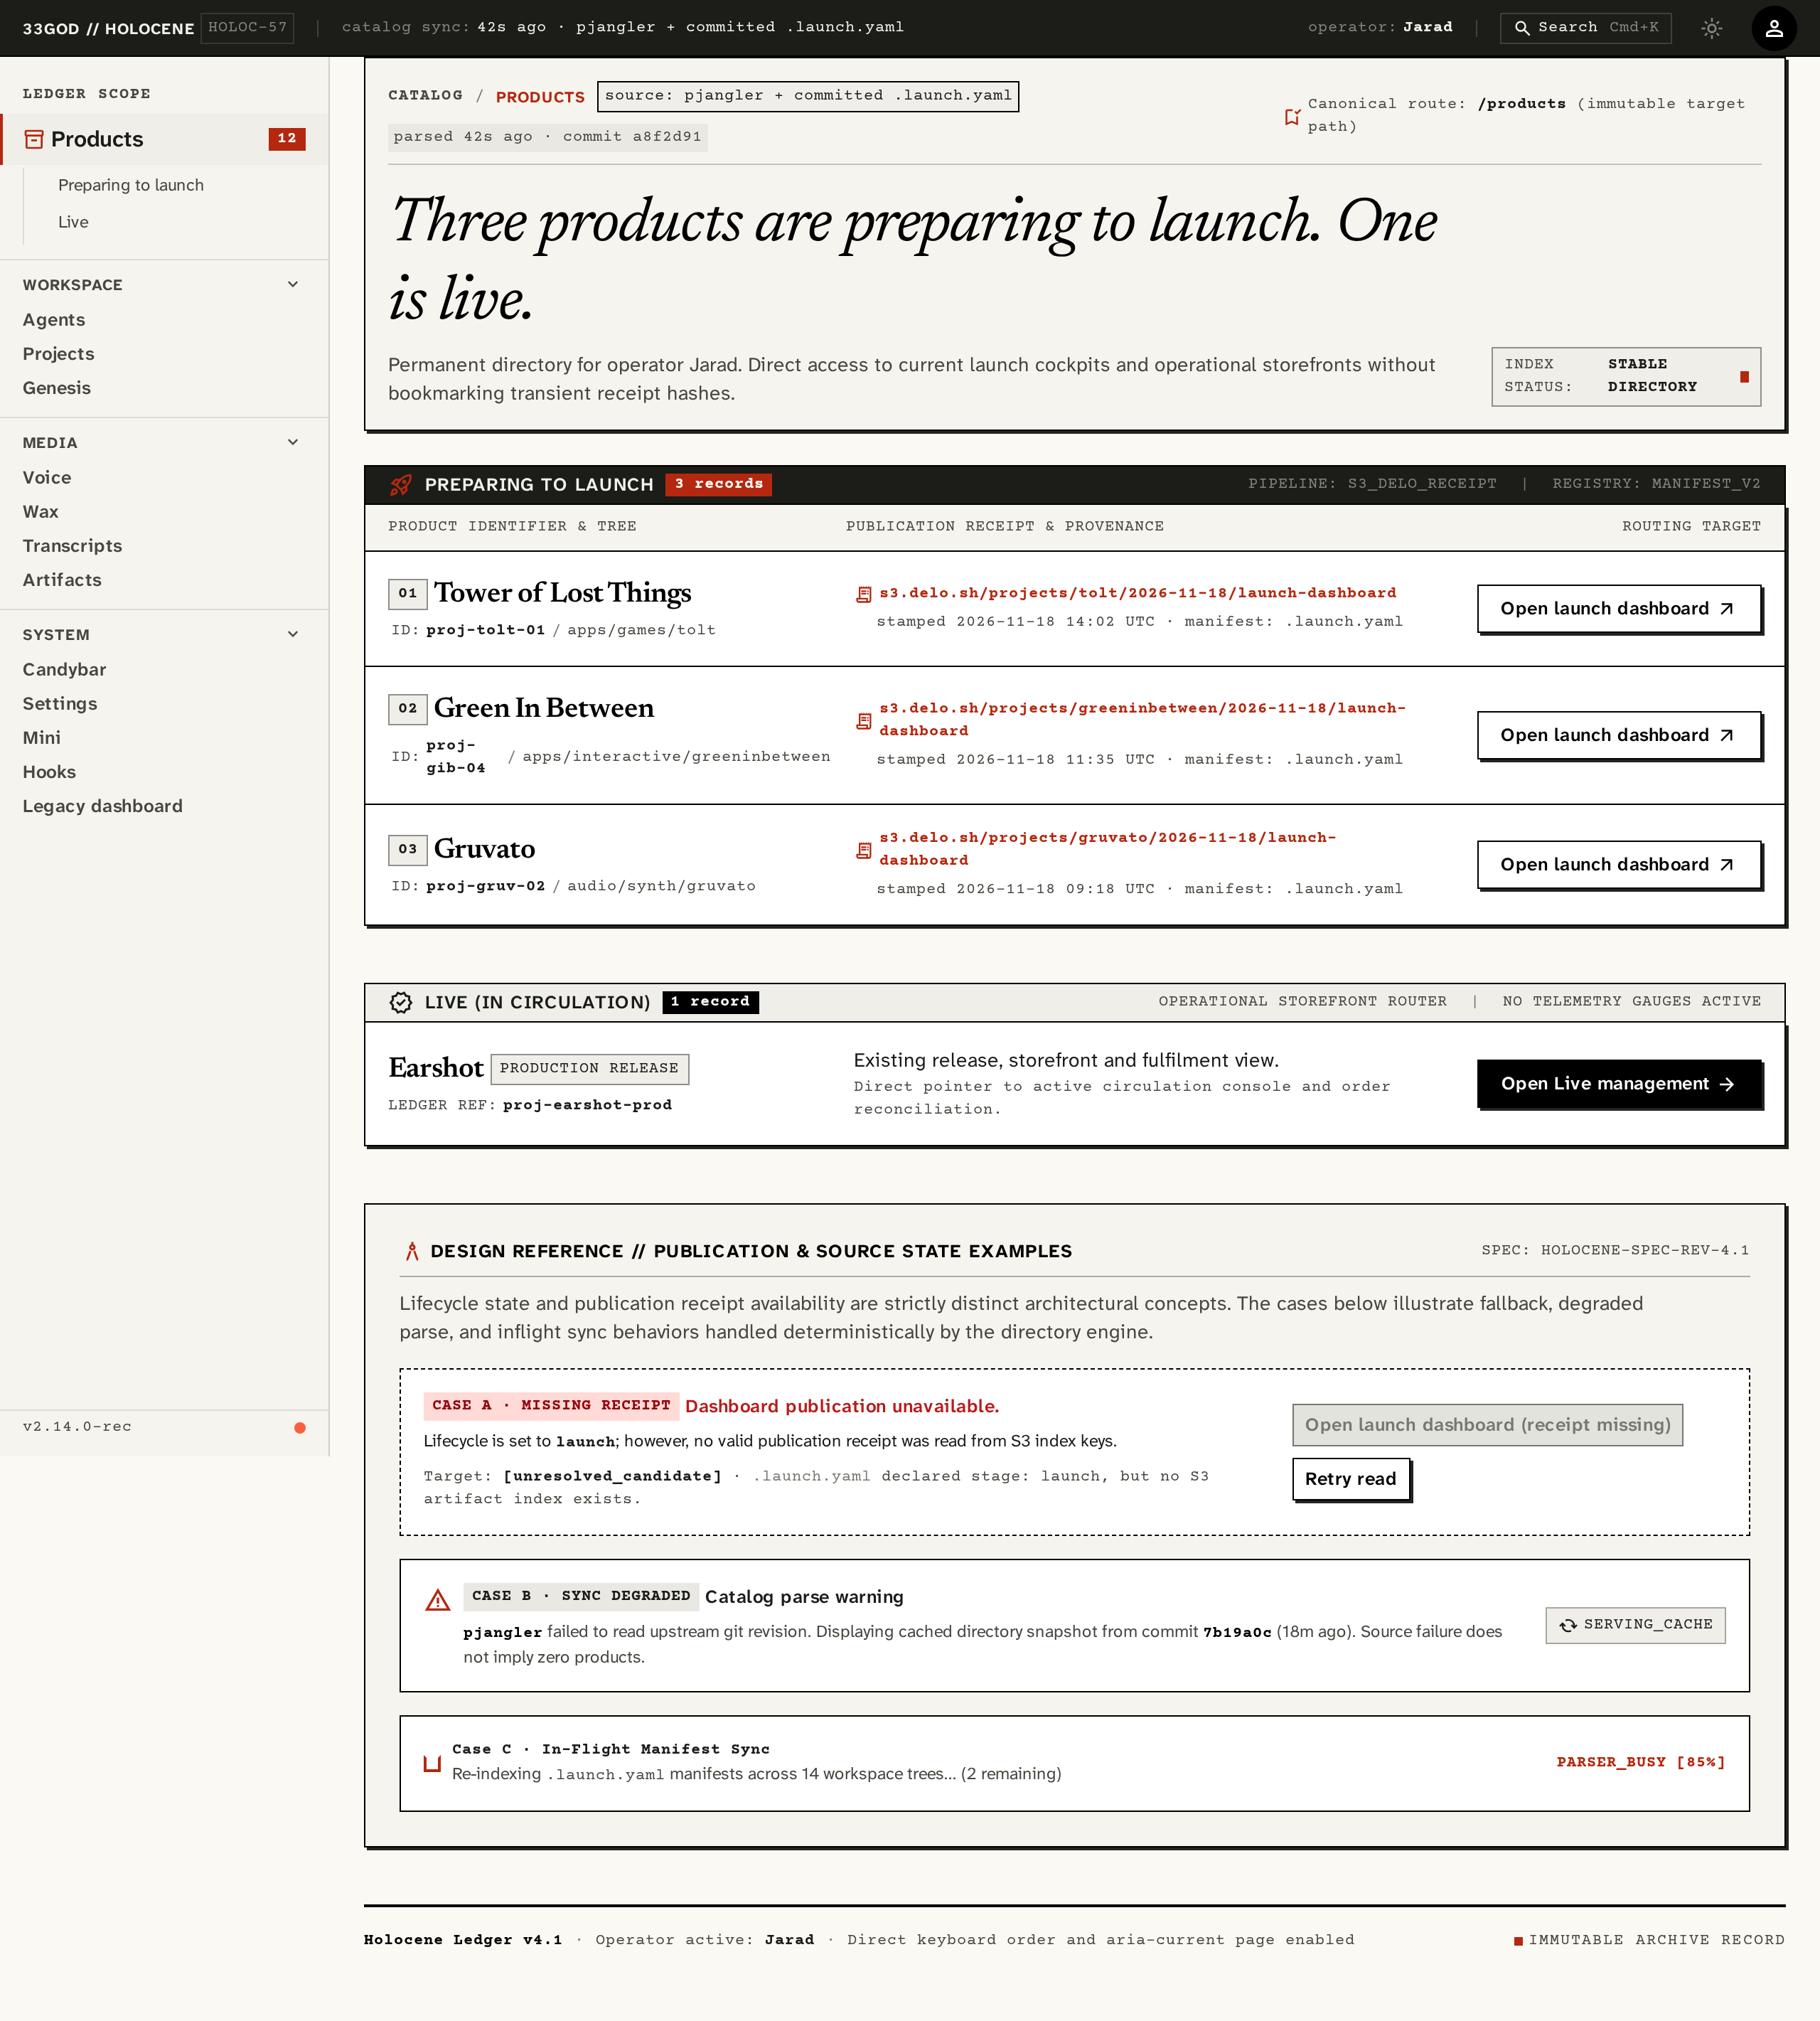 33GOD // HOLOCENE HOLOC-57 catalog sync: 42s ago · pjangler + committed .launch.yaml operator: Jarad Search Cmd+K
LEDGER SCOPE
Products 12
Preparing to launch
Live
WORKSPACE
Agents
Projects
Genesis
MEDIA
Voice
Wax
Transcripts
Artifacts
SYSTEM
Candybar
Settings
Mini
Hooks
Legacy dashboard
v2.14.0-rec
CATALOG / PRODUCTS source: pjangler + committed .launch.yaml
parsed 42s ago · commit a8f2d91
Canonical route: /products (immutable target
path)
Three products are preparing to launch. One
is live.
Permanent directory for operator Jarad. Direct access to current launch cockpits and operational storefronts without
bookmarking transient receipt hashes.
INDEX STATUS: STABLE DIRECTORY
PREPARING TO LAUNCH 3 records PIPELINE: S3_DELO_RECEIPT | REGISTRY: MANIFEST_V2
PRODUCT IDENTIFIER & TREE PUBLICATION RECEIPT & PROVENANCE ROUTING TARGET
01 Tower of Lost Things
ID: proj-tolt-01 / apps/games/tolt
s3.delo.sh/projects/tolt/2026-11-18/launch-dashboard
stamped 2026-11-18 14:02 UTC · manifest: .launch.yaml
Open launch dashboard
02 Green In Between
ID: proj-gib-04 / apps/interactive/greeninbetween
s3.delo.sh/projects/greeninbetween/2026-11-18/launch-
dashboard
stamped 2026-11-18 11:35 UTC · manifest: .launch.yaml
Open launch dashboard
03 Gruvato
ID: proj-gruv-02 / audio/synth/gruvato
s3.delo.sh/projects/gruvato/2026-11-18/launch-
dashboard
stamped 2026-11-18 09:18 UTC · manifest: .launch.yaml
Open launch dashboard
LIVE (IN CIRCULATION) 1 record OPERATIONAL STOREFRONT ROUTER | NO TELEMETRY GAUGES ACTIVE
Earshot PRODUCTION RELEASE
LEDGER REF: proj-earshot-prod
Existing release, storefront and fulfilment view.
Direct pointer to active circulation console and order
reconciliation.
Open Live management
DESIGN REFERENCE // PUBLICATION & SOURCE STATE EXAMPLES SPEC: HOLOCENE-SPEC-REV-4.1
Lifecycle state and publication receipt availability are strictly distinct architectural concepts. The cases below illustrate fallback, degraded
parse, and inflight sync behaviors handled deterministically by the directory engine.
CASE A · MISSING RECEIPT Dashboard publication unavailable.
Lifecycle is set to launch; however, no valid publication receipt was read from S3 index keys.
Target: [unresolved_candidate] · .launch.yaml declared stage: launch, but no S3
artifact index exists.
Open launch dashboard (receipt missing)
Retry read
CASE B · SYNC DEGRADED Catalog parse warning
pjangler failed to read upstream git revision. Displaying cached directory snapshot from commit 7b19a0c (18m ago). Source failure does
not imply zero products.
SERVING_CACHE
Case C · In-Flight Manifest Sync
Re-indexing .launch.yaml manifests across 14 workspace trees... (2 remaining)
PARSER_BUSY [85%]
Holocene Ledger v4.1 · Operator active: Jarad · Direct keyboard order and aria-current page enabled IMMUTABLE ARCHIVE RECORD